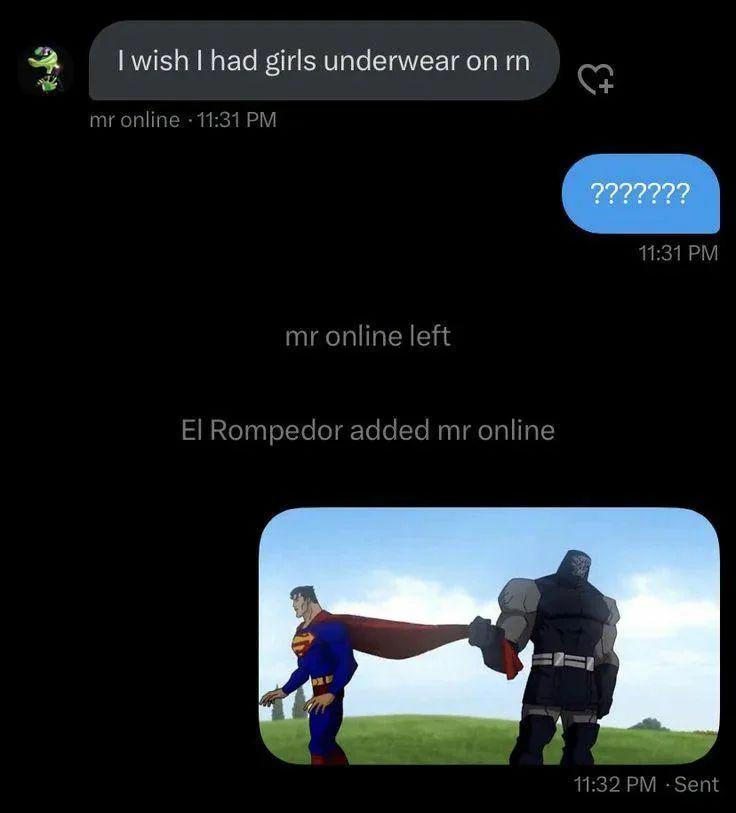 I wish I had girls underwear on rn
mr online · 11:31 PM
???????
11:31 PM
mr online left
El Rompedor added mr online
11:32 PM · Sent